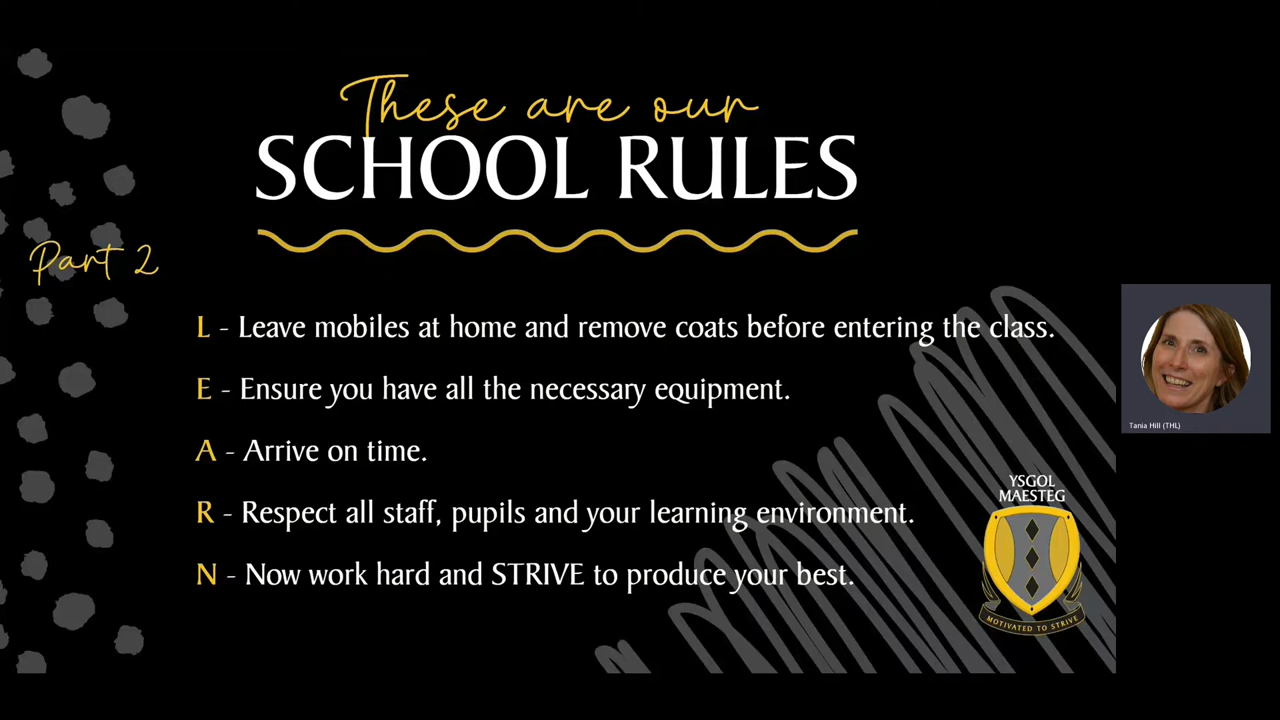 These are our
SCHOOL RULES
Part 2
L - Leave mobiles at home and remove coats before entering the class.
E - Ensure you have all the necessary equipment.
A - Arrive on time.
R - Respect all staff, pupils and your learning environment.
N - Now work hard and STRIVE to produce your best.
Tania Hill (THL)
YSGOL
MAESTEG
MOTIVATED TO STRIVE